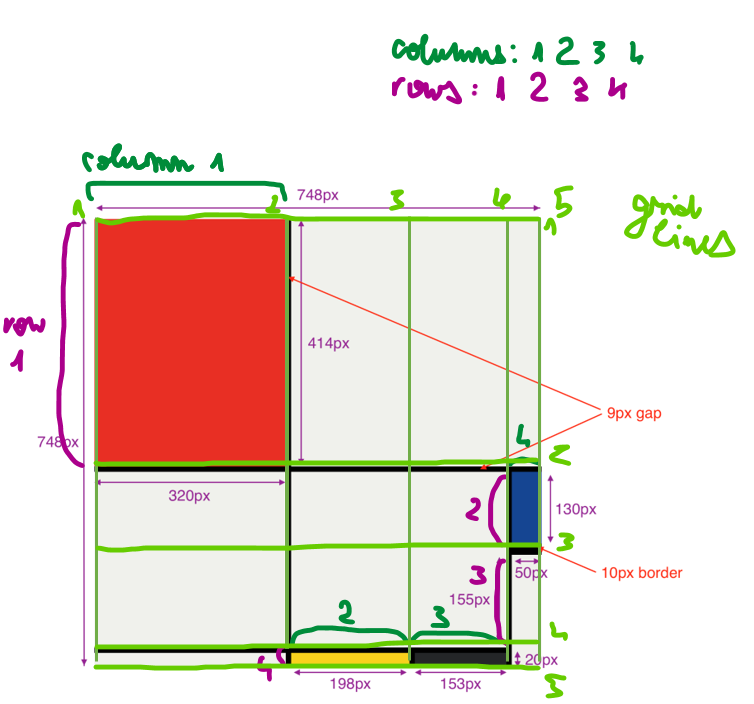 columns: 1 2 3 4
rows: 1 2 3 4
column 1
748px
1 2 3 4 5
grid
lines
1
row
1
414px
9px gap
748px
4
2
320px
2
130px
3
3
50px
10px border
155px
2 3
4
4
20px
5
198px
153px